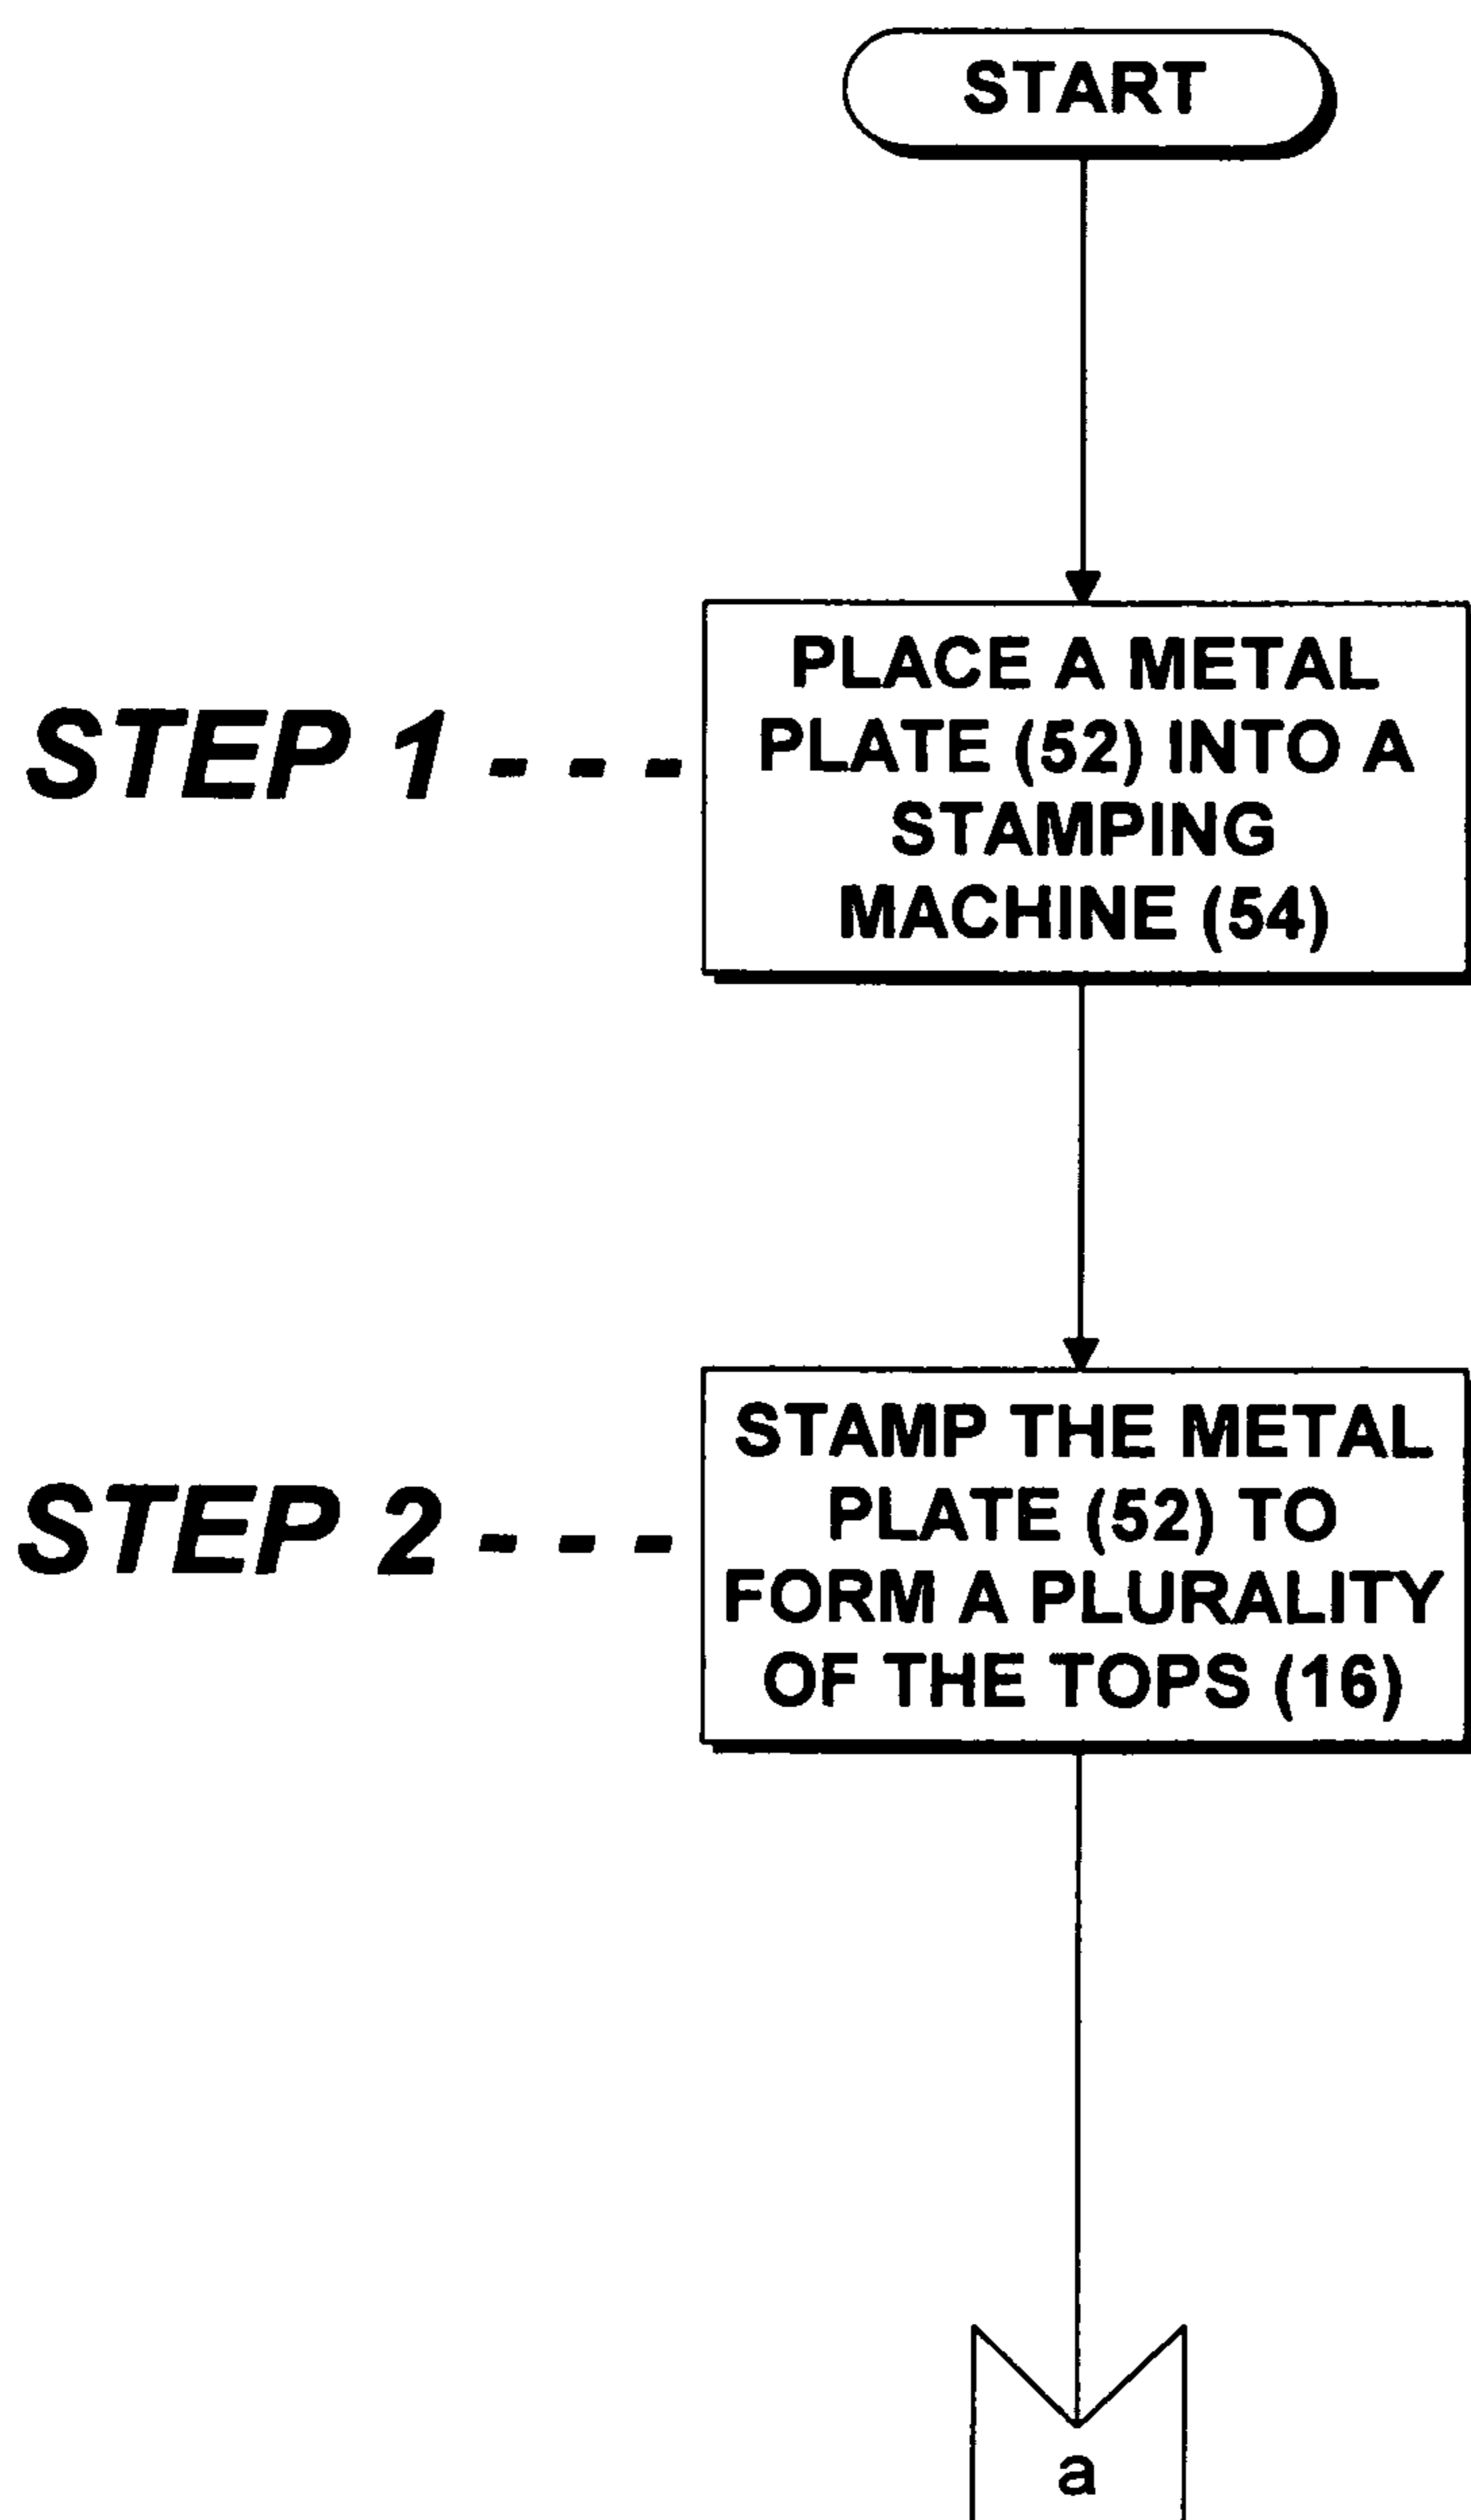 START
PLACE A METAL
PLATE (52) INTO A
STAMPING
MACHINE (54)
STEP 1 - - -
STAMP THE METAL
PLATE (52) TO
FORM A PLURALITY
OF THE TOPS (16)
STEP 2 - - -
a